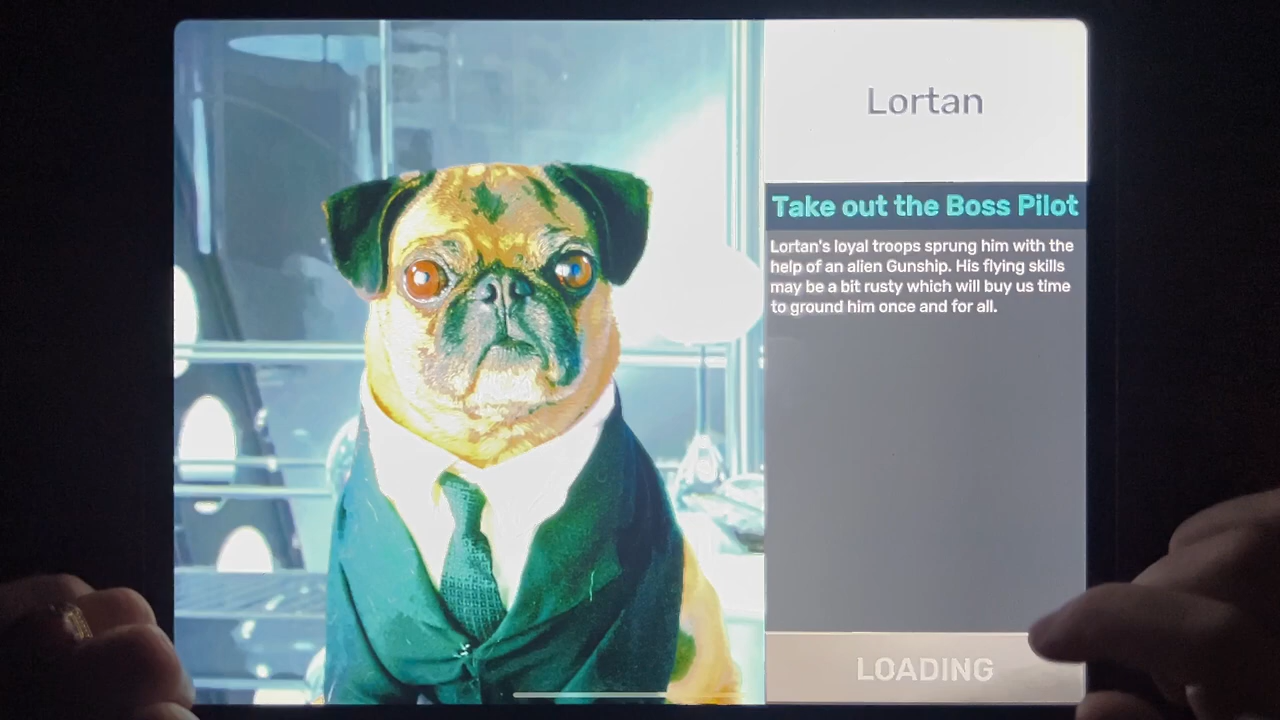 Lortan
Take out the Boss Pilot
Lortan's loyal troops sprung him with the
help of an alien Gunship. His flying skills
may be a bit rusty which will buy us time
to ground him once and for all.
LOADING